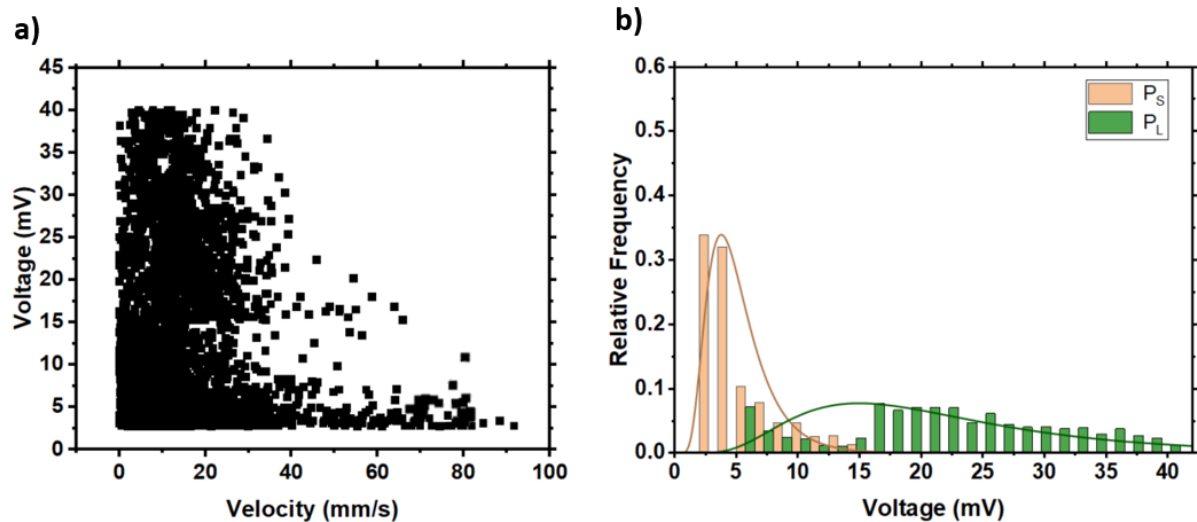 a)
45
40
35
30
25
20
15
10
5
0
Voltage (mV)
0 20 40 60 80 100
Velocity (mm/s)
b)
0.6
0.5
0.4
0.3
0.2
0.1
0.0
Relative Frequency
P_S
P_L
0 5 10 15 20 25 30 35 40
Voltage (mV)